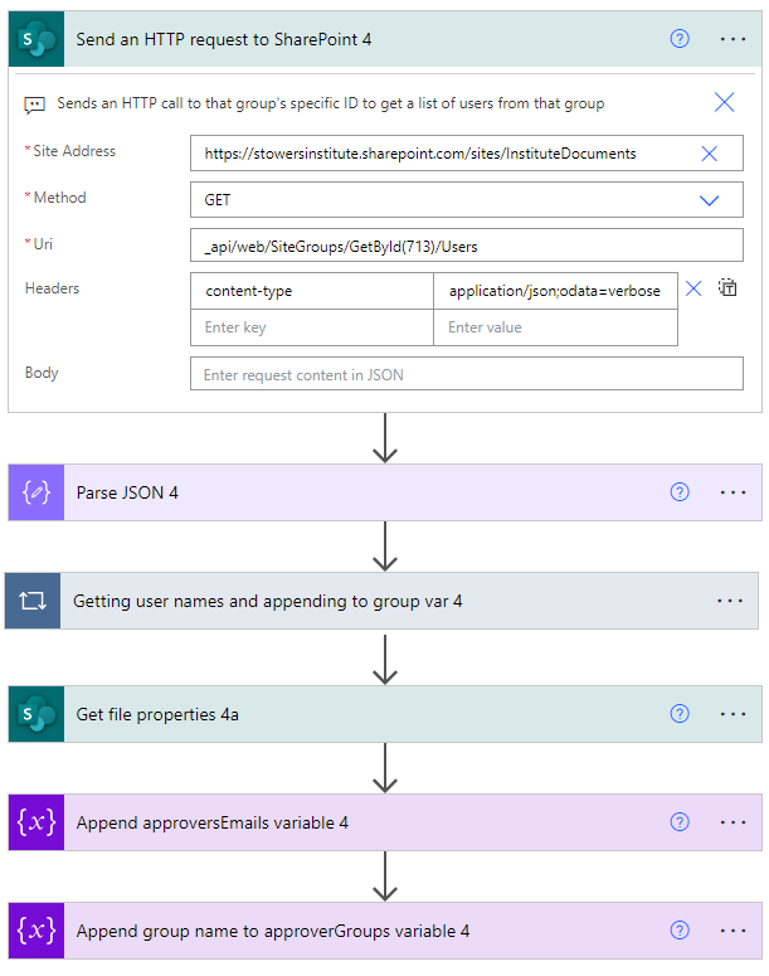 Send an HTTP request to SharePoint 4
Sends an HTTP call to that group's specific ID to get a list of users from that group
* Site Address
https://stowersinstitute.sharepoint.com/sites/InstituteDocuments
* Method
GET
* Uri
_api/web/SiteGroups/GetById(713)/Users
Headers
content-type application/json;odata=verbose
Enter key Enter value
Body
Enter request content in JSON
Parse JSON 4
Getting user names and appending to group var 4
Get file properties 4a
Append approversEmails variable 4
Append group name to approverGroups variable 4